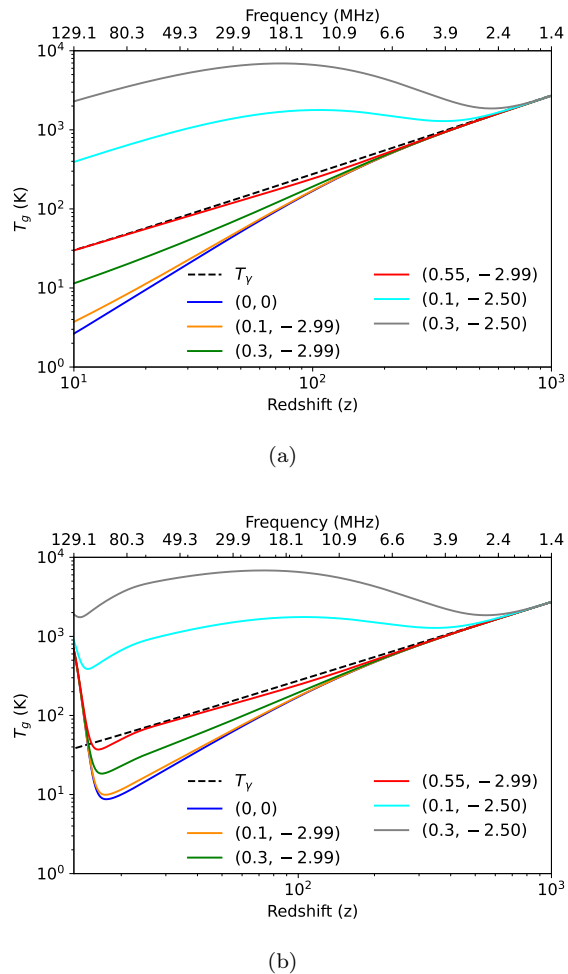 Frequency (MHz)
129.1 80.3 49.3 29.9 18.1 10.9 6.6 3.9 2.4 1.4
10^4
10^3
10^2
10^1
10^0
T_g (K)
T_γ
(0, 0)
(0.1, −2.99)
(0.3, −2.99)
(0.55, −2.99)
(0.1, −2.50)
(0.3, −2.50)
10^1 10^2 10^3
Redshift (z)
(a)
Frequency (MHz)
129.1 80.3 49.3 29.9 18.1 10.9 6.6 3.9 2.4 1.4
10^4
10^3
10^2
10^1
10^0
T_g (K)
T_γ
(0, 0)
(0.1, −2.99)
(0.3, −2.99)
(0.55, −2.99)
(0.1, −2.50)
(0.3, −2.50)
10^2 10^3
Redshift (z)
(b)